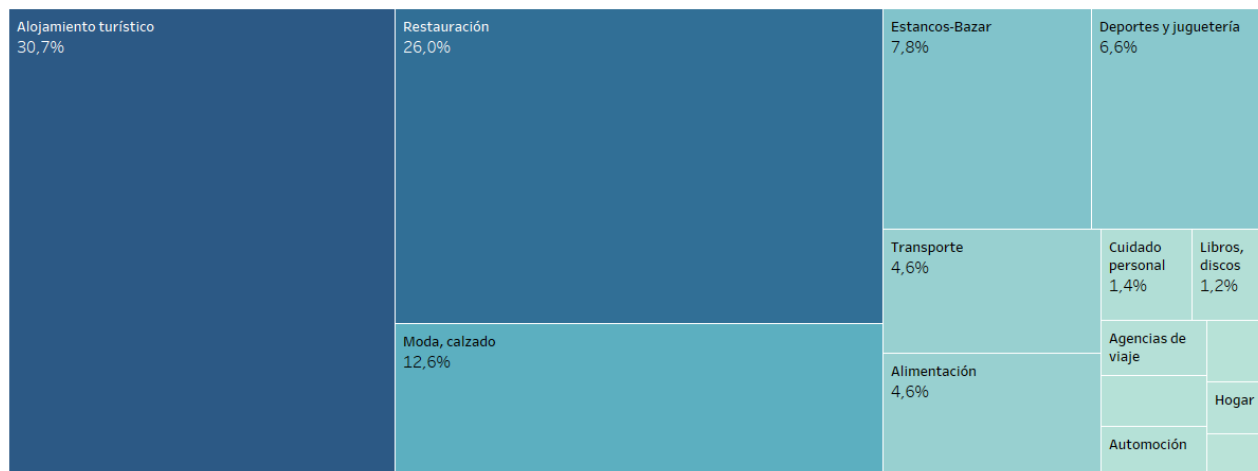 Alojamiento turístico
30,7%
Restauración
26,0%
Moda, calzado
12,6%
Estancos-Bazar
7,8%
Deportes y juguetería
6,6%
Transporte
4,6%
Alimentación
4,6%
Cuidado
personal
1,4%
Libros,
discos
1,2%
Agencias de
viaje
Hogar
Automoción